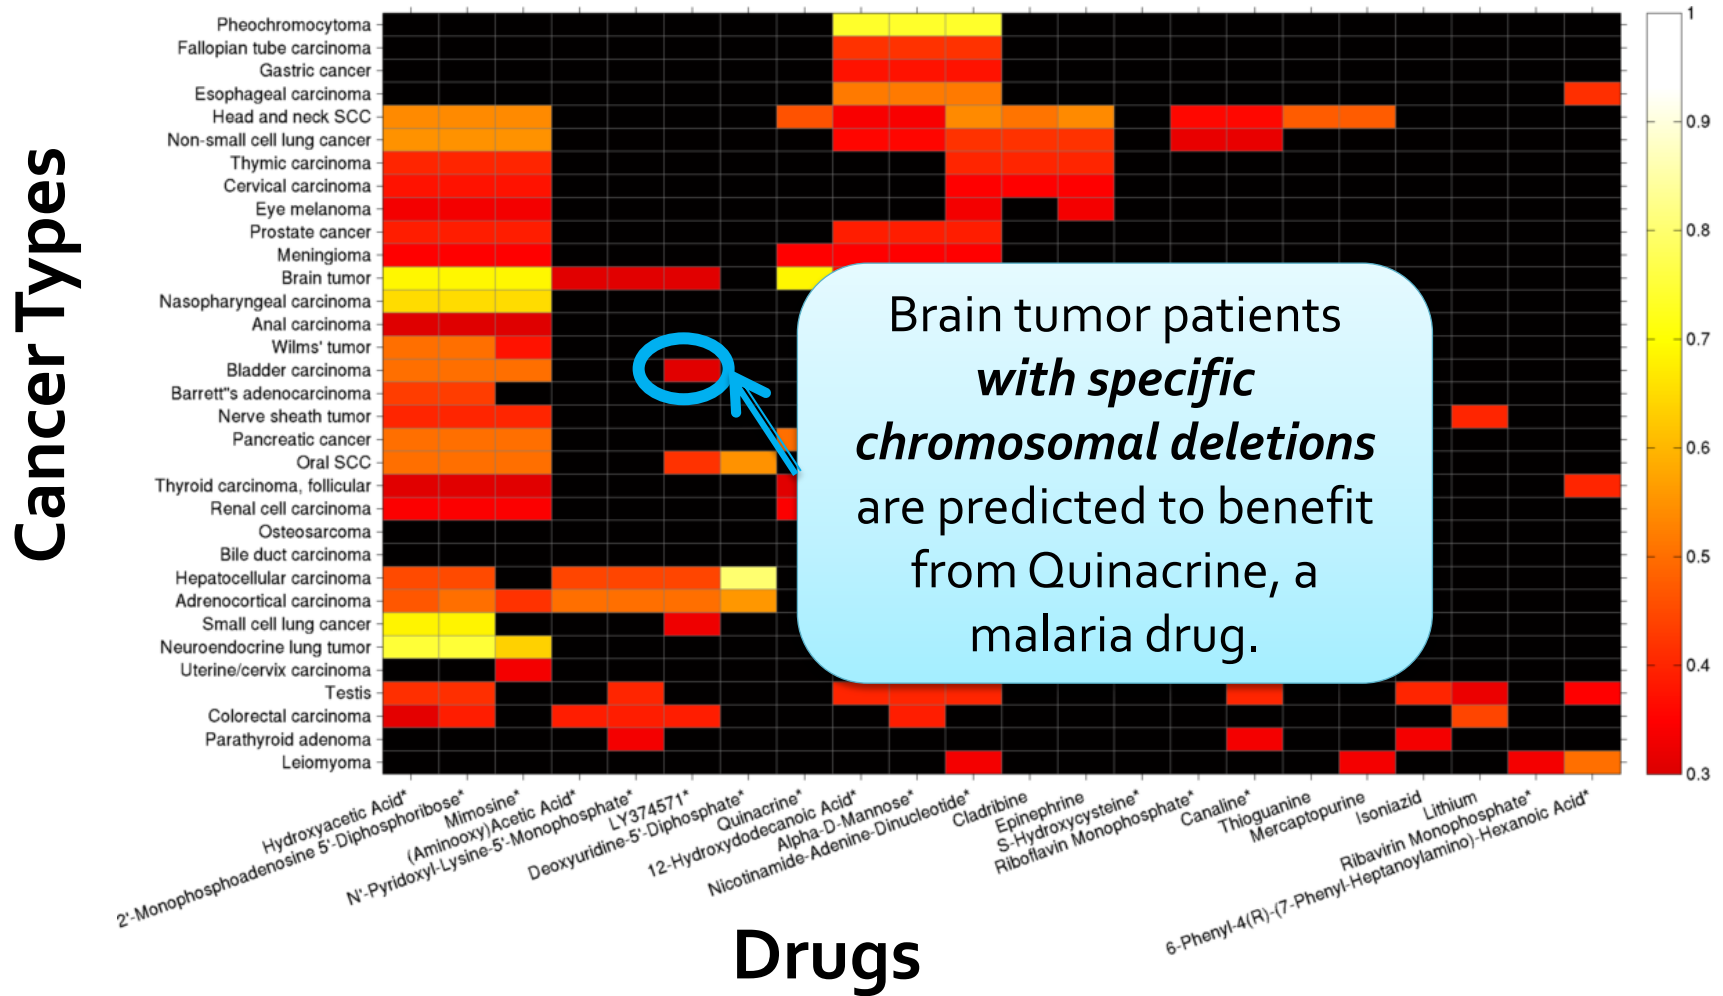 Cancer Types
Pheochromocytoma
Fallopian tube carcinoma
Gastric cancer
Esophageal carcinoma
Head and neck SCC
Non-small cell lung cancer
Thymic carcinoma
Cervical carcinoma
Eye melanoma
Prostate cancer
Meningioma
Brain tumor
Nasopharyngeal carcinoma
Anal carcinoma
Wilms' tumor
Bladder carcinoma
Barrett"s adenocarcinoma
Nerve sheath tumor
Pancreatic cancer
Oral SCC
Thyroid carcinoma, follicular
Renal cell carcinoma
Osteosarcoma
Bile duct carcinoma
Hepatocellular carcinoma
Adrenocortical carcinoma
Small cell lung cancer
Neuroendocrine lung tumor
Uterine/cervix carcinoma
Testis
Colorectal carcinoma
Parathyroid adenoma
Leiomyoma
Brain tumor patients
with specific
chromosomal deletions
are predicted to benefit
from Quinacrine, a
malaria drug.
1
0.9
0.8
0.7
0.6
0.5
0.4
0.3
Hydroxyacetic Acid*
2'-Monophosphoadenosine 5'-Diphosphoribose*
Mimosine*
(Aminooxy)Acetic Acid*
N'-Pyridoxyl-Lysine-5'-Monophosphate*
LY374571*
Deoxyuridine-5'-Diphosphate*
Quinacrine*
12-Hydroxydodecanoic Acid*
Alpha-D-Mannose*
Nicotinamide-Adenine-Dinucleotide*
Cladribine
Epinephrine
S-Hydroxycysteine*
Riboflavin Monophosphate*
Canaline*
Thioguanine
Mercaptopurine
Isoniazid
Lithium
Ribavirin Monophosphate*
6-Phenyl-4(R)-(7-Phenyl-Heptanoylamino)-Hexanoic Acid*
Drugs